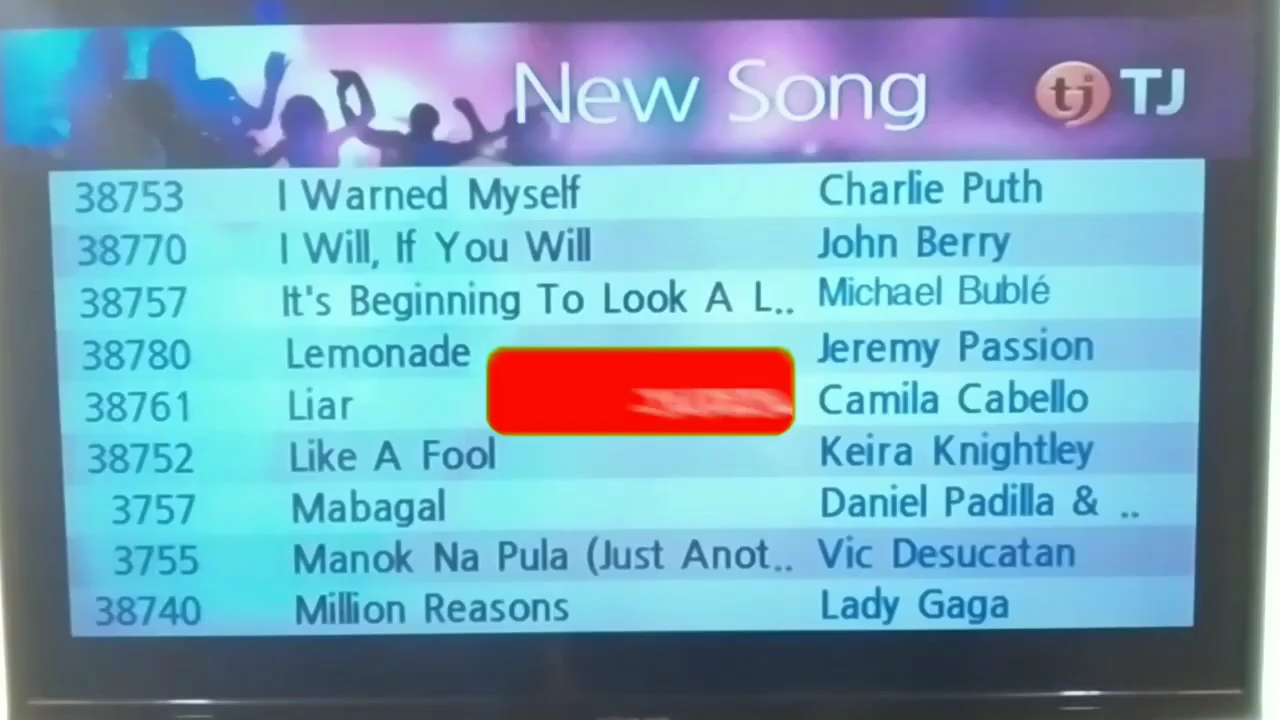 New Song tj TJ
38753 I Warned Myself Charlie Puth
38770 I Will, If You Will John Berry
38757 It's Beginning To Look A L.. Michael Bublé
38780 Lemonade Jeremy Passion
38761 Liar Camila Cabello
38752 Like A Fool Keira Knightley
3757 Mabagal Daniel Padilla & ..
3755 Manok Na Pula (Just Anot.. Vic Desucatan
38740 Million Reasons Lady Gaga